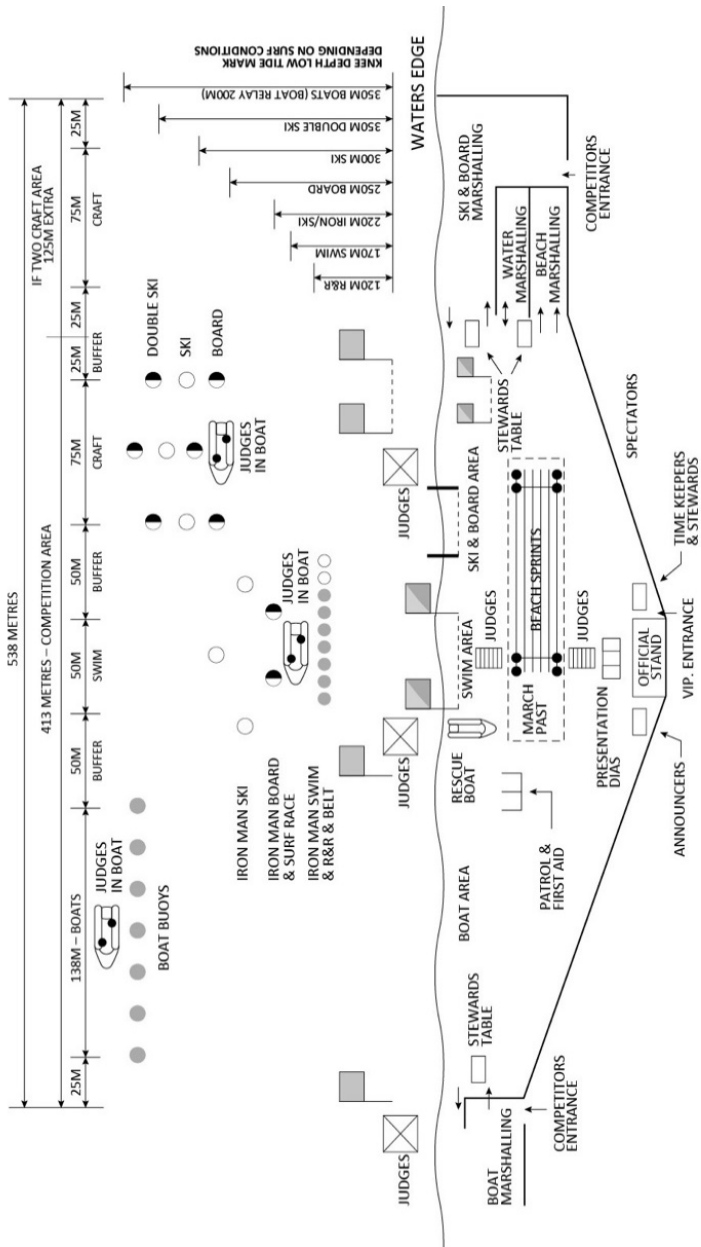 538 METRES
413 METRES – COMPETITION AREA
IF TWO CRAFT AREA
125M EXTRA
25M
138M – BOATS
50M
BUFFER
50M
SWIM
50M
BUFFER
75M
CRAFT
25M
BUFFER
25M
75M
CRAFT
25M
JUDGES
IN BOAT
BOAT BUOYS
IRON MAN SKI
IRON MAN BOARD
& SURF RACE
IRON MAN SWIM
& R&R & BELT
JUDGES
IN BOAT
JUDGES
IN BOAT
DOUBLE SKI
SKI
BOARD
120M R&R
170M SWIM
220M IRON/SKI
250M BOARD
300M SKI
350M DOUBLE SKI
350M BOATS (BOAT RELAY 200M)
KNEE DEPTH LOW TIDE MARK
DEPENDING ON SURF CONDITIONS
JUDGES
JUDGES
JUDGES
WATERS EDGE
BOAT AREA
SWIM AREA
SKI & BOARD AREA
SKI & BOARD
MARSHALLING
STEWARDS
TABLE
RESCUE
BOAT
JUDGES
STEWARDS
TABLE
WATER
MARSHALLING
BEACH
MARSHALLING
BOAT
MARSHALLING
COMPETITORS
ENTRANCE
PATROL &
FIRST AID
MARCH
PAST
BEACH SPRINTS
JUDGES
COMPETITORS
ENTRANCE
PRESENTATION
DIAS
SPECTATORS
ANNOUNCERS
OFFICIAL
STAND
VIP. ENTRANCE
TIME KEEPERS
& STEWARDS